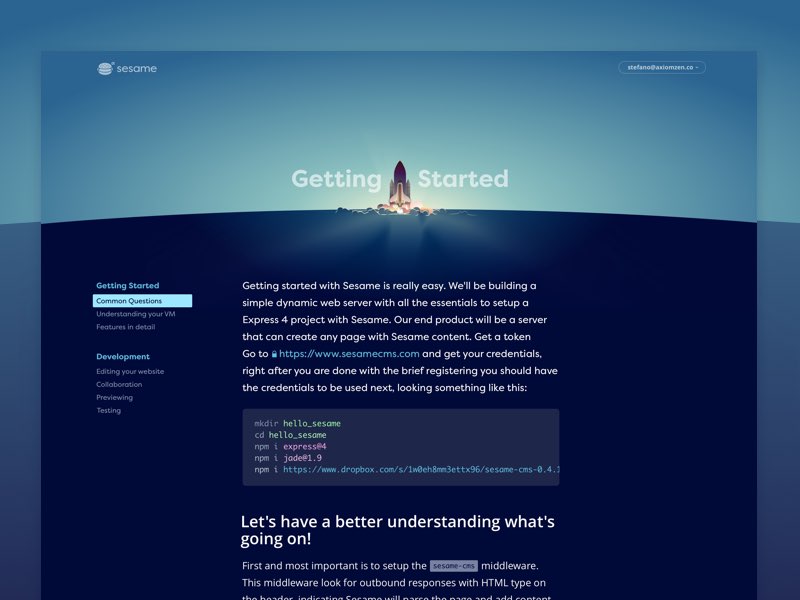 sesame
stefano@axiomzen.co
Getting Started
Getting Started
Common Questions
Understanding your VM
Features in detail
Development
Editing your website
Collaboration
Previewing
Testing
Getting started with Sesame is really easy. We'll be building a
simple dynamic web server with all the essentials to setup a
Express 4 project with Sesame. Our end product will be a server
that can create any page with Sesame content. Get a token
Go to https://www.sesamecms.com and get your credentials,
right after you are done with the brief registering you should have
the credentials to be used next, looking something like this:
mkdir hello_sesame
cd hello_sesame
npm i express@4
npm i jade@1.9
npm i https://www.dropbox.com/s/1w0eh8mm3ettx96/sesame-cms-0.4.1
Let's have a better understanding what's
going on!
First and most important is to setup the sesame-cms middleware.
This middleware look for outbound responses with HTML type on
the header, indicating Sesame will parse the page and add content